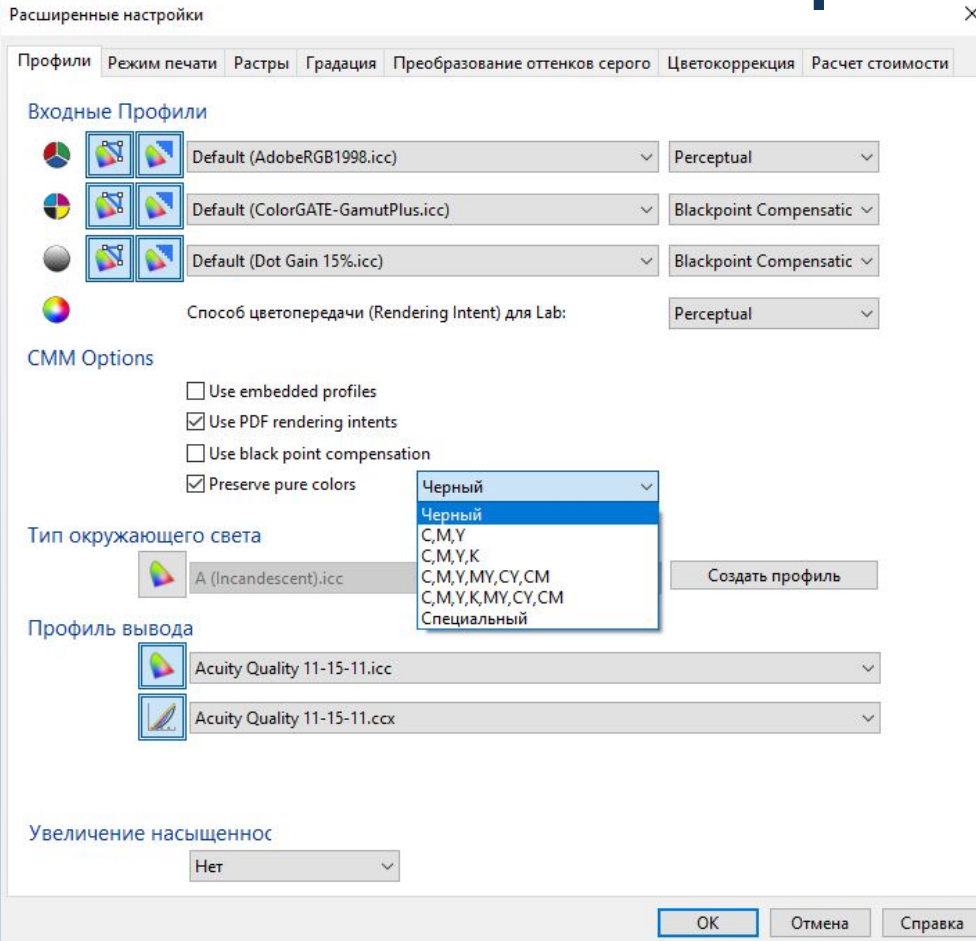 Расширенные настройки
Профили Режим печати Растры Градация Преобразование оттенков серого Цветокоррекция Расчет стоимости
Входные Профили
Default (AdobeRGB1998.icc) Perceptual
Default (ColorGATE-GamutPlus.icc) Blackpoint Compensatic
Default (Dot Gain 15%.icc) Blackpoint Compensatic
Способ цветопередачи (Rendering Intent) для Lab: Perceptual
CMM Options
Use embedded profiles
Use PDF rendering intents
Use black point compensation
Preserve pure colors Черный
Черный
C,M,Y
C,M,Y,K
C,M,Y,MY,CY,CM
C,M,Y,K,MY,CY,CM
Специальный
Тип окружающего света
A (Incandescent).icc Создать профиль
Профиль вывода
Acuity Quality 11-15-11.icc
Acuity Quality 11-15-11.ccx
Увеличение насыщеннос
Нет
OK Отмена Справка